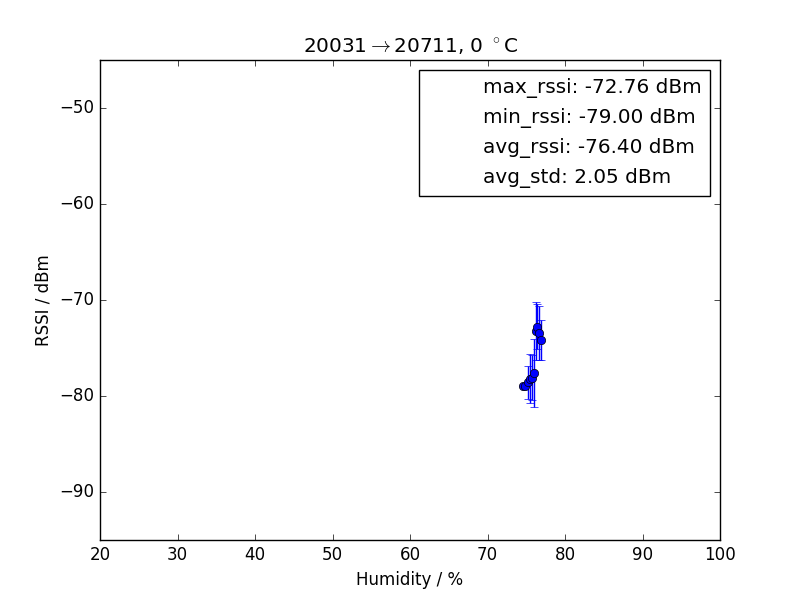 20031→20711, 0 °C
max_rssi: -72.76 dBm
min_rssi: -79.00 dBm
avg_rssi: -76.40 dBm
avg_std: 2.05 dBm
RSSI / dBm
−50
−60
−70
−80
−90
20 30 40 50 60 70 80 90 100
Humidity / %